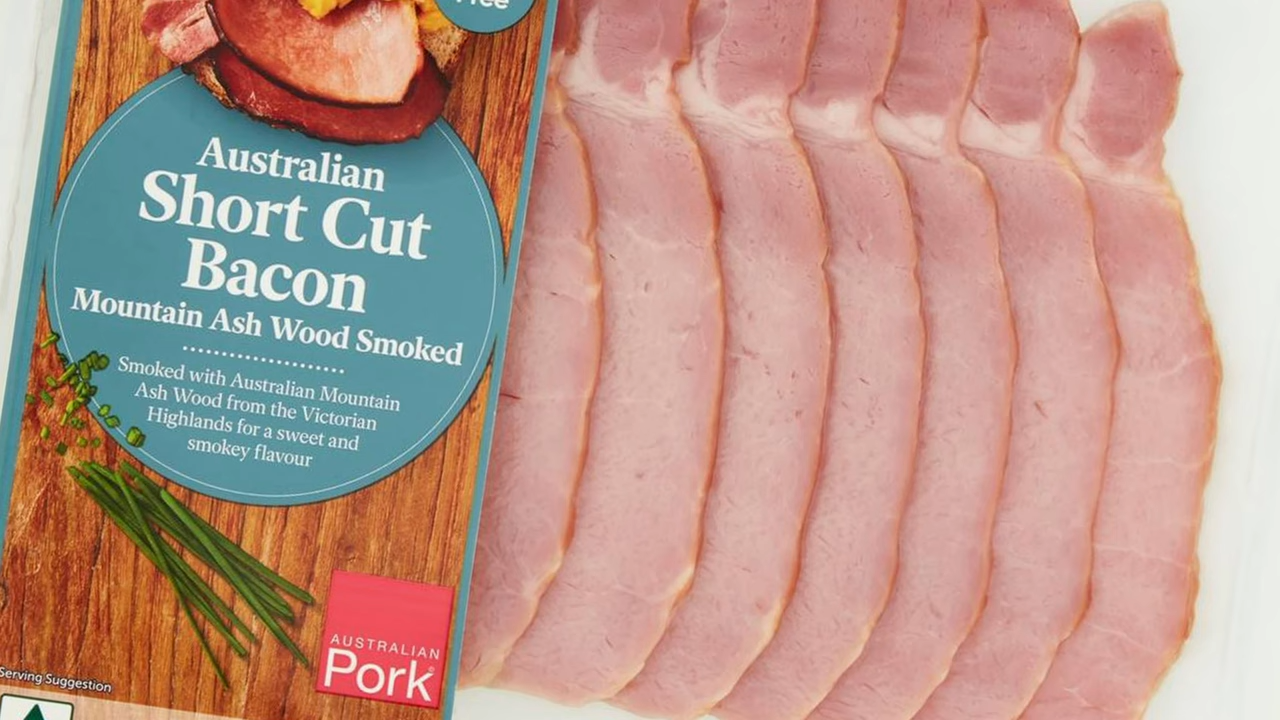 Free
Australian
Short Cut
Bacon
Mountain Ash Wood Smoked
Smoked with Australian Mountain
Ash Wood from the Victorian
Highlands for a sweet and
smokey flavour
AUSTRALIAN
Pork
Serving Suggestion